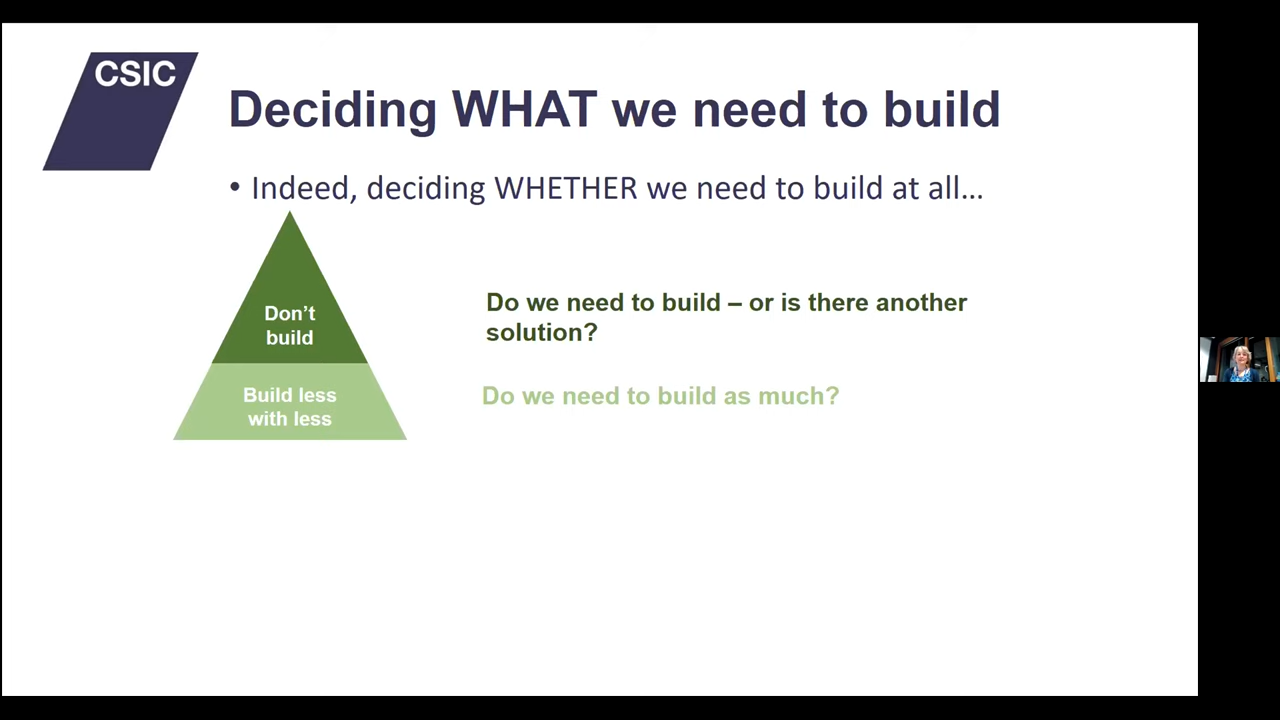 CSIC
Deciding WHAT we need to build
• Indeed, deciding WHETHER we need to build at all…
Don’t
build
Do we need to build – or is there another
solution?
Build less
with less
Do we need to build as much?